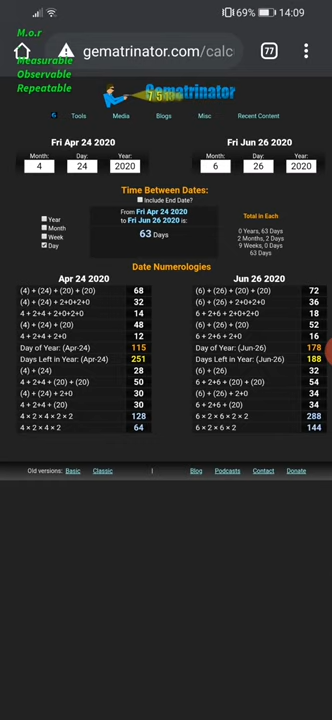 69% 14:09
M.o.r
Measurable
Observable
Repeatable
gematrinator.com/calc
77
Gematrinator
Tools Media Blogs Misc Recent Content
Fri Apr 24 2020 Fri Jun 26 2020
Month: Day: Year: Month: Day: Year:
4 24 2020 6 26 2020
Time Between Dates:
Include End Date?
Year
Month
Week
Day
From Fri Apr 24 2020
to Fri Jun 26 2020 is:
63 Days
Total in Each
0 Years, 63 Days
2 Months, 2 Days
9 Weeks, 0 Days
63 Days
Date Numerologies
Apr 24 2020 Jun 26 2020
(4) + (24) + (20) + (20) 68 (6) + (26) + (20) + (20) 72
(4) + (24) + 2+0+2+0 32 (6) + (26) + 2+0+2+0 36
4 + 2+4 + 2+0+2+0 14 6 + 2+6 + 2+0+2+0 18
(4) + (24) + (20) 48 (6) + (26) + (20) 52
4 + 2+4 + 2+0 12 6 + 2+6 + 2+0 16
Day of Year: (Apr-24) 115 Day of Year: (Jun-26) 178
Days Left in Year: (Apr-24) 251 Days Left in Year: (Jun-26) 188
(4) + (24) 28 (6) + (26) 32
4 + 2+4 + (20) + (20) 50 6 + 2+6 + (20) + (20) 54
(4) + (24) + 2+0 30 (6) + (26) + 2+0 34
4 + 2+4 + (20) 30 6 + 2+6 + (20) 34
4 × 2 × 4 × 2 × 2 128 6 × 2 × 6 × 2 × 2 288
4 × 2 × 4 × 2 64 6 × 2 × 6 × 2 144
Old versions: Basic Classic | Blog Podcasts Contact Donate